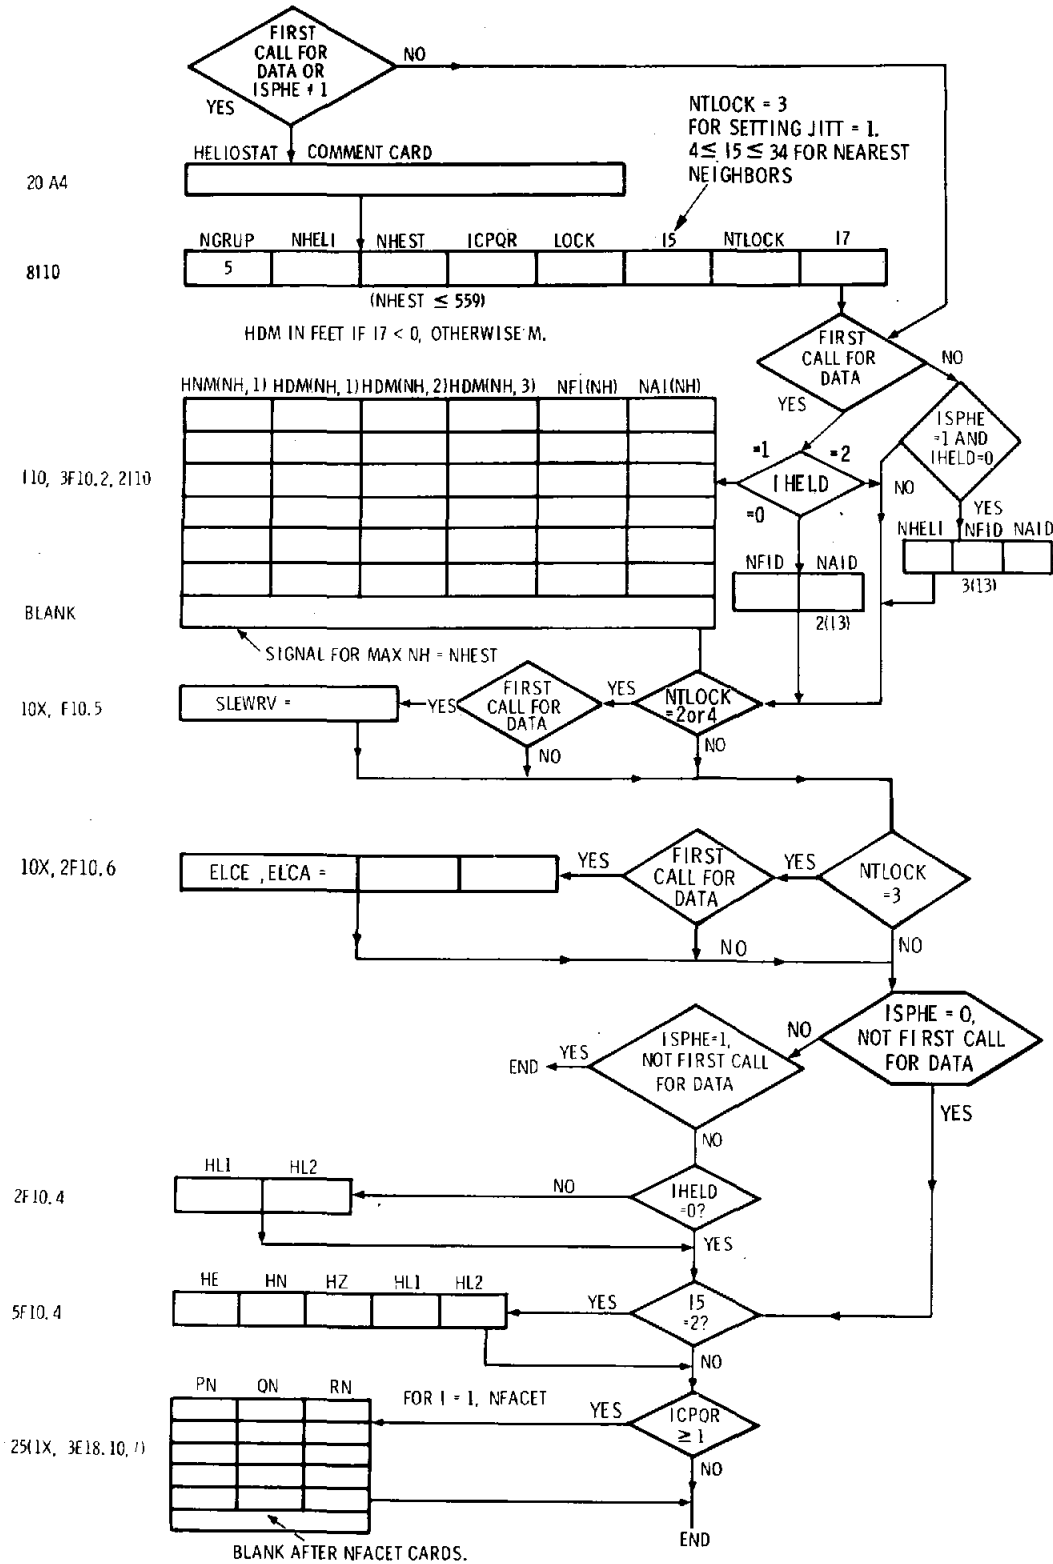 FIRST
CALL FOR
DATA OR
ISPHE ≠ 1
NO
YES
NTLOCK = 3
FOR SETTING JITT = 1.
4 ≤ I5 ≤ 34 FOR NEAREST
NEIGHBORS
HELIOSTAT COMMENT CARD
20 A4
NGRUP NHELI NHEST ICPQR LOCK I5 NTLOCK I7
8I10
5
(NHEST ≤ 559)
HDM IN FEET IF I7 < 0, OTHERWISE M.
FIRST
CALL FOR
DATA
NO
YES
HNM(NH, 1) HDM(NH, 1) HDM(NH, 2) HDM(NH, 3) NFI(NH) NAI(NH)
ISPHE
=1 AND
IHELD=0
NO
YES
=1 =2
IHELD
=0
I10, 3F10.2, 2I10
NHELI NFID NAID
3(I3)
NFID NAID
2(I3)
BLANK
SIGNAL FOR MAX NH = NHEST
10X, F10.5
SLEWRV =
YES
FIRST
CALL FOR
DATA
YES
NTLOCK
=2 or 4
NO
NO
10X, 2F10.6
ELCE , ELCA =
YES
FIRST
CALL FOR
DATA
YES
NTLOCK
=3
NO
NO
ISPHE = 0,
NOT FIRST CALL
FOR DATA
NO
YES
ISPHE=1,
NOT FIRST CALL
FOR DATA
END YES
NO
HL1 HL2
2F10.4
NO
IHELD
=0?
YES
HE HN HZ HL1 HL2
5F10.4
YES
I5
=2?
NO
PN QN RN
FOR I = 1, NFACET
YES
ICPQR
≥ 1
25(1X, 3E18.10, /)
NO
END
BLANK AFTER NFACET CARDS.